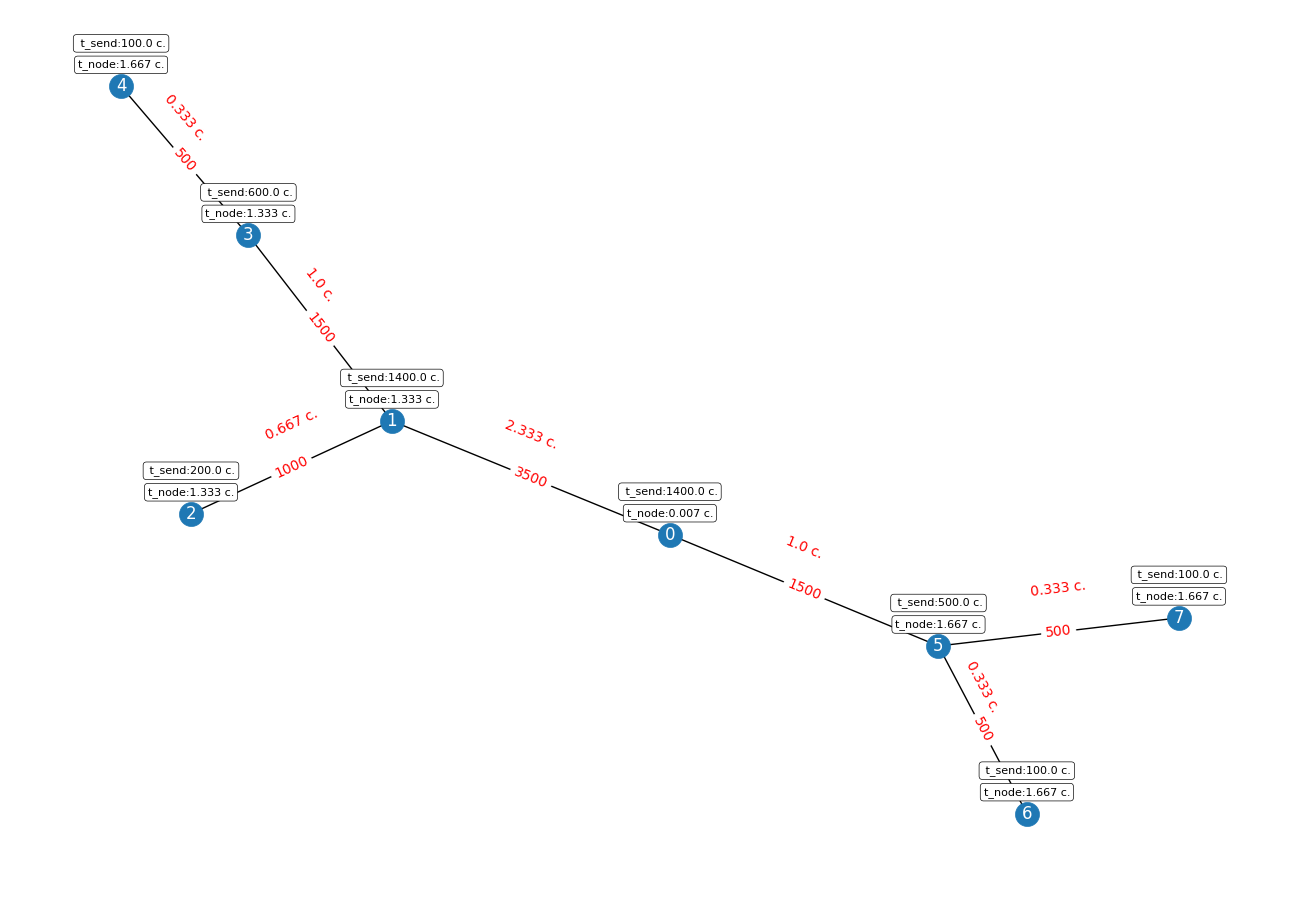 t_send:100.0 c.
t_node:1.667 c.
4
0.333 c.
500
t_send:600.0 c.
t_node:1.333 c.
3
1.0 c.
1500
t_send:1400.0 c.
t_node:1.333 c.
1
0.667 c.
1000
t_send:200.0 c.
t_node:1.333 c.
2
2.333 c.
3500
t_send:1400.0 c.
t_node:0.007 c.
0
1.0 c.
1500
t_send:500.0 c.
t_node:1.667 c.
5
0.333 c.
500
t_send:100.0 c.
t_node:1.667 c.
7
0.333 c.
500
t_send:100.0 c.
t_node:1.667 c.
6